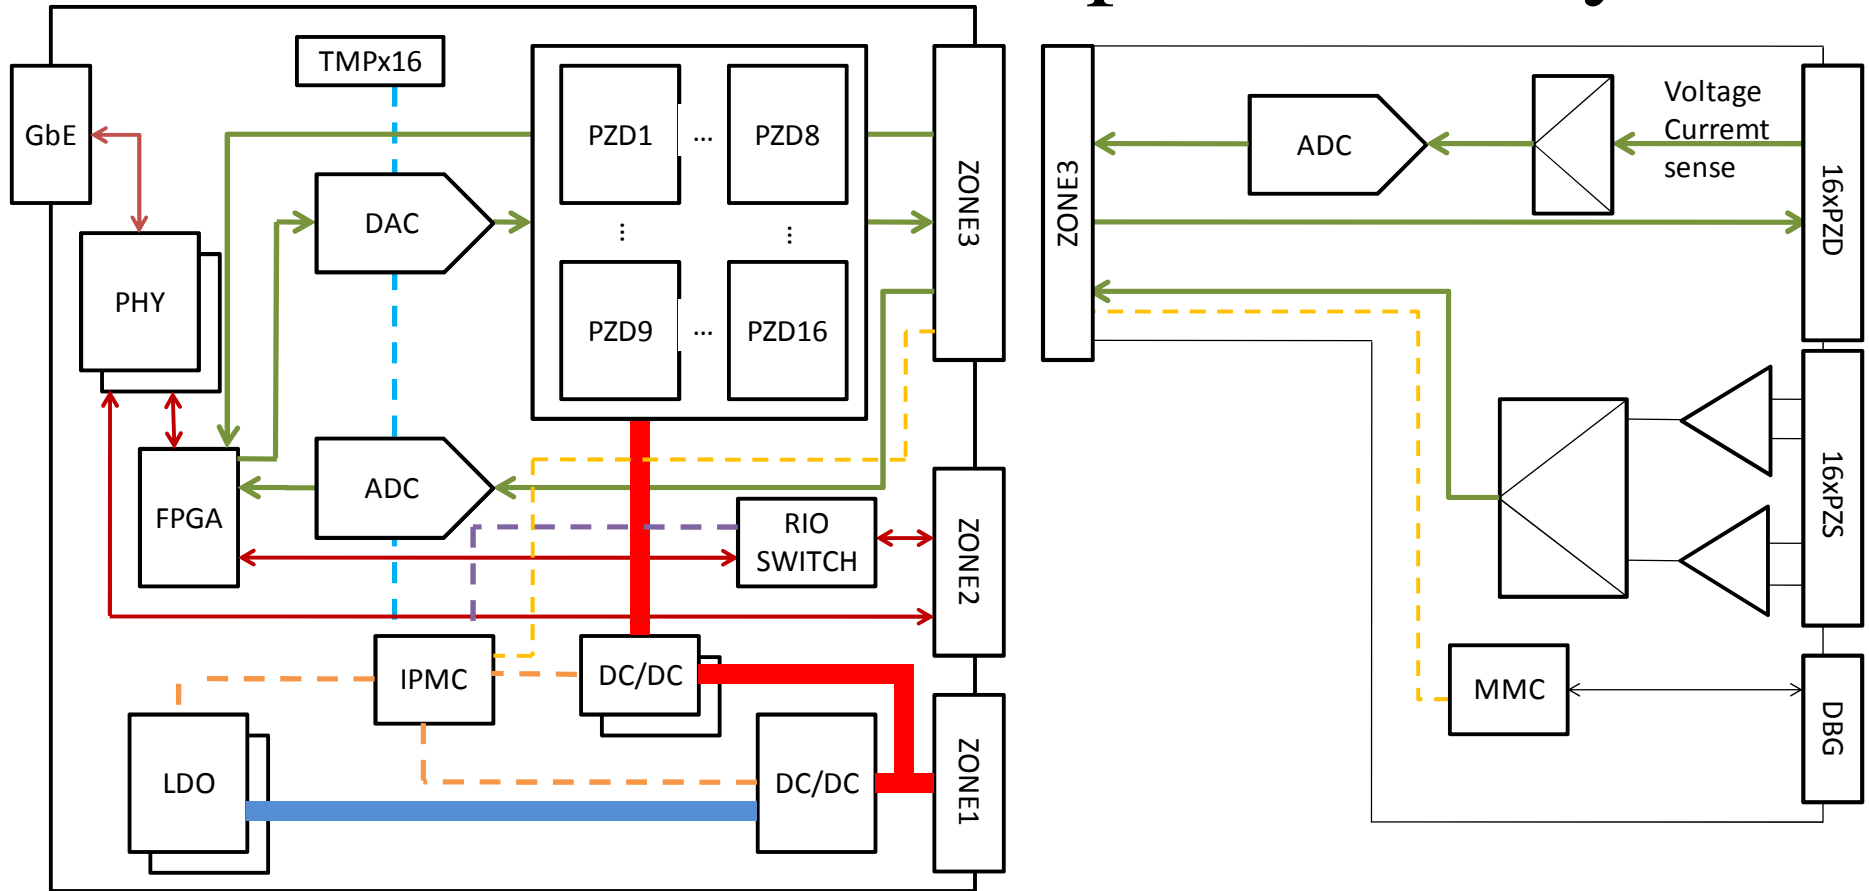 TMPx16
GbE
PZD1
...
PZD8
ZONE3
DAC
...
...
PHY
PZD9
...
PZD16
ADC
FPGA
RIO
SWITCH
ZONE2
IPMC
DC/DC
LDO
DC/DC
ZONE1
ZONE3
ADC
Voltage
Curremt
sense
16xPZD
16xPZS
MMC
DBG